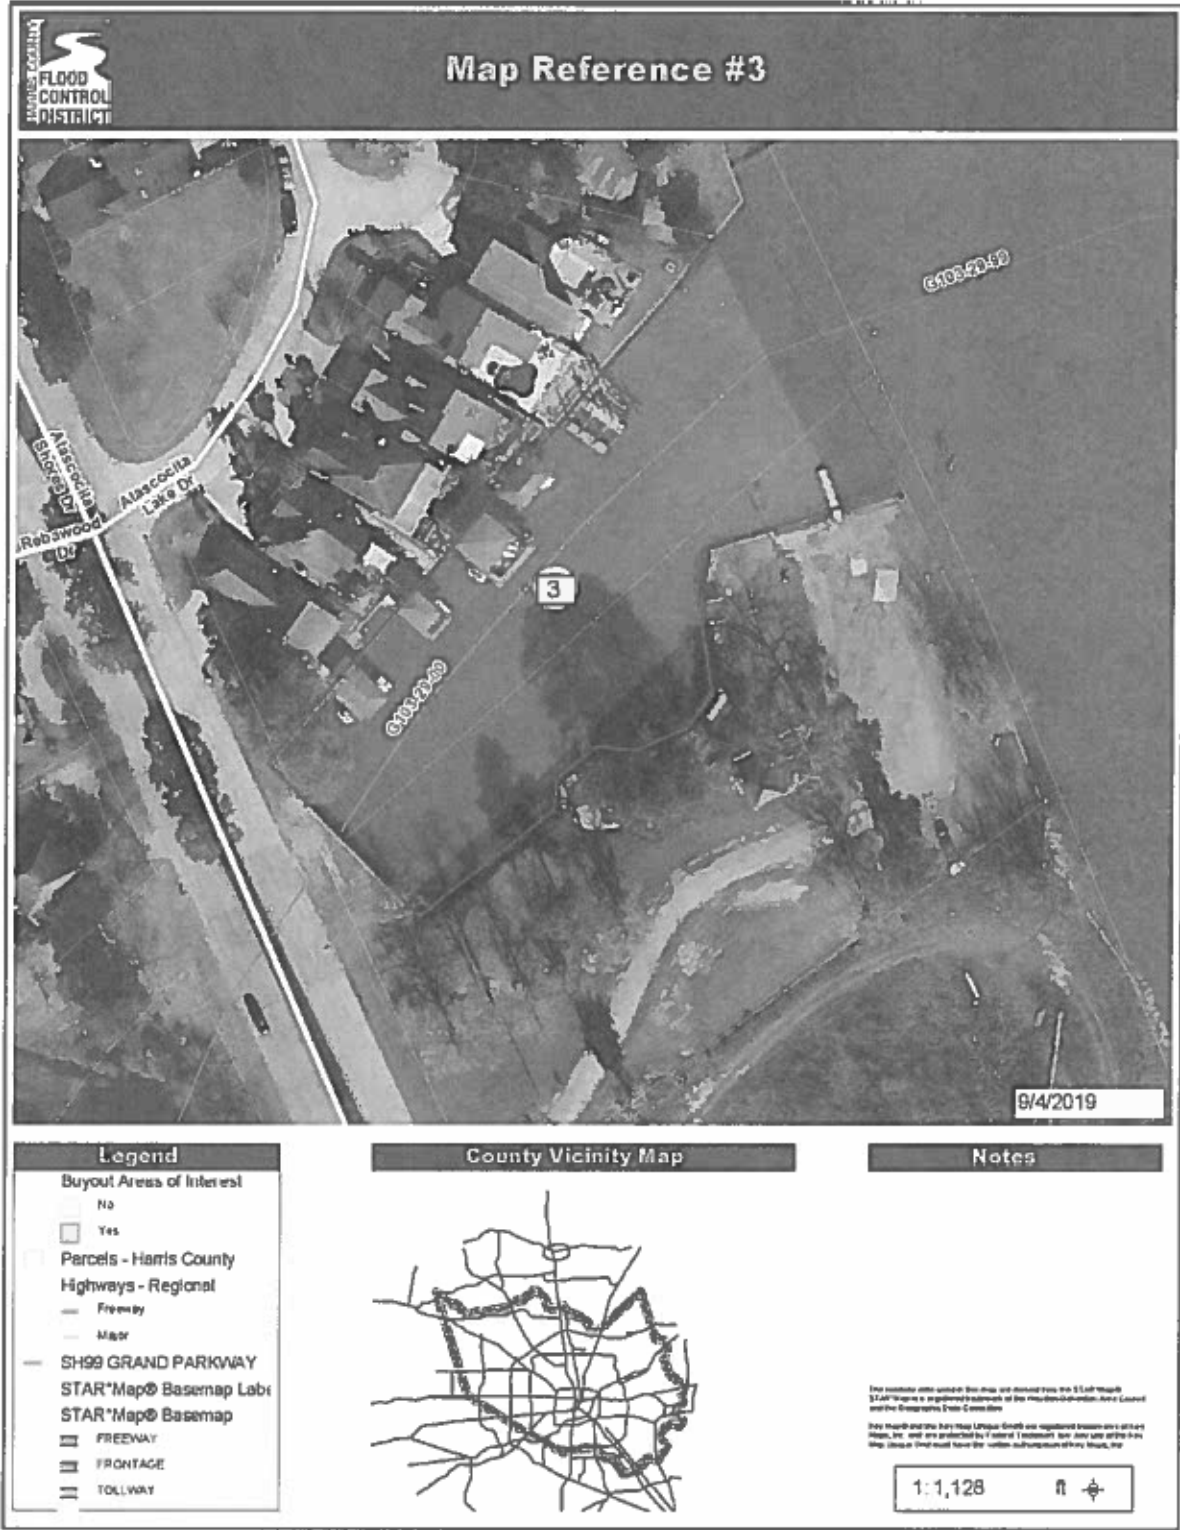 HARRIS COUNTY
FLOOD
CONTROL
DISTRICT
Map Reference #3
G103-29-99
Atascocita
Shores Dr
Atascocita
Lake Dr
Rebawood
Dr
3
G103-29-00
9/4/2019
Legend
Buyout Areas of Interest
No
Yes
Parcels - Harris County
Highways - Regional
Freeway
Major
SH99 GRAND PARKWAY
STAR*Map® Basemap Labe
STAR*Map® Basemap
FREEWAY
FRONTAGE
TOLLWAY
County Vicinity Map
Notes
1:1,128
ft